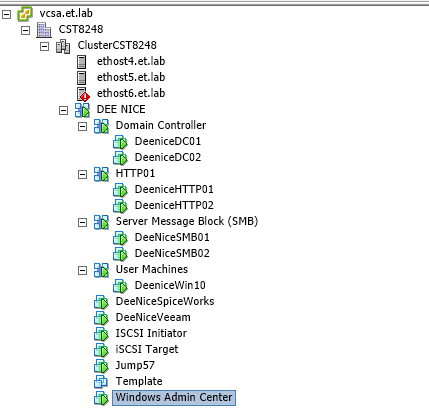 vcsa.et.lab
CST8248
ClusterCST8248
ethost4.et.lab
ethost5.et.lab
ethost6.et.lab
DEE NICE
Domain Controller
DeeniceDC01
DeeniceDC02
HTTP01
DeeniceHTTP01
DeeniceHTTP02
Server Message Block (SMB)
DeeNiceSMB01
DeeNiceSMB02
User Machines
DeeniceWin10
DeeNiceSpiceWorks
DeeNiceVeeam
ISCSI Initiator
iSCSI Target
Jump57
Template
Windows Admin Center